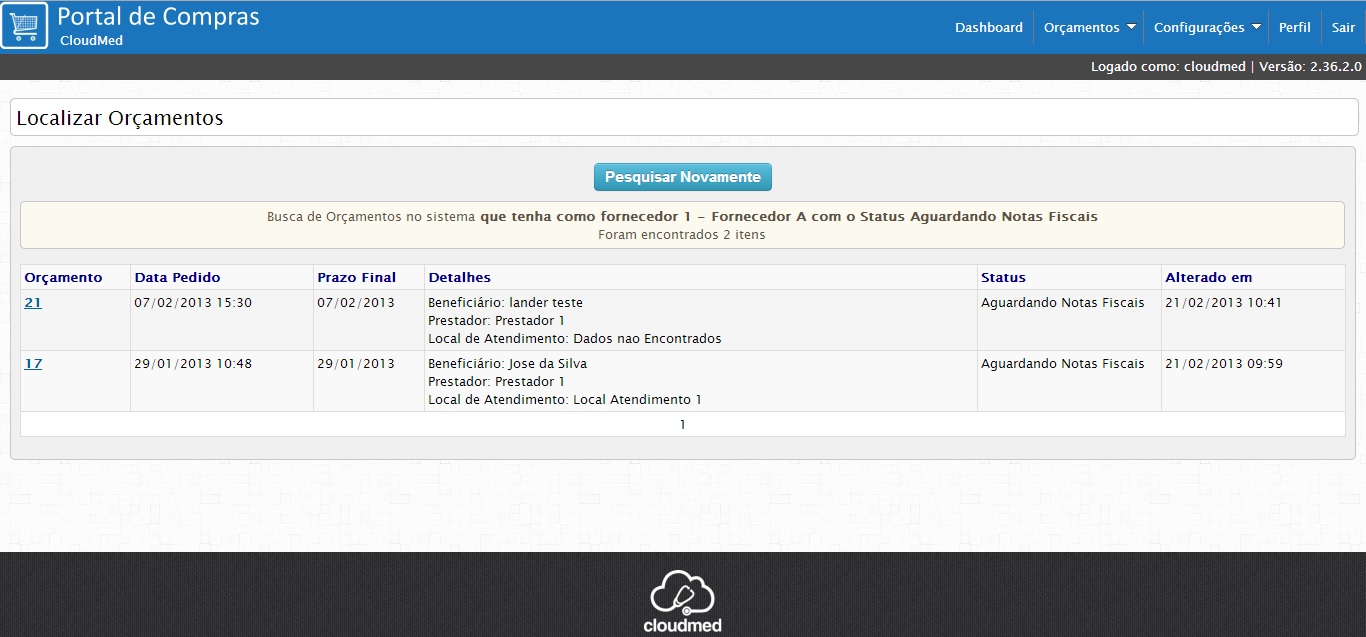 Portal de Compras
CloudMed
Dashboard Orçamentos Configurações Perfil Sair
Logado como: cloudmed | Versão: 2.36.2.0
Localizar Orçamentos
Pesquisar Novamente
Busca de Orçamentos no sistema que tenha como fornecedor 1 - Fornecedor A com o Status Aguardando Notas Fiscais
Foram encontrados 2 itens
Orçamento Data Pedido Prazo Final Detalhes Status Alterado em
21 07/02/2013 15:30 07/02/2013 Beneficiário: lander teste Aguardando Notas Fiscais 21/02/2013 10:41
Prestador: Prestador 1
Local de Atendimento: Dados nao Encontrados
17 29/01/2013 10:48 29/01/2013 Beneficiário: Jose da Silva Aguardando Notas Fiscais 21/02/2013 09:59
Prestador: Prestador 1
Local de Atendimento: Local Atendimento 1
1
cloudmed